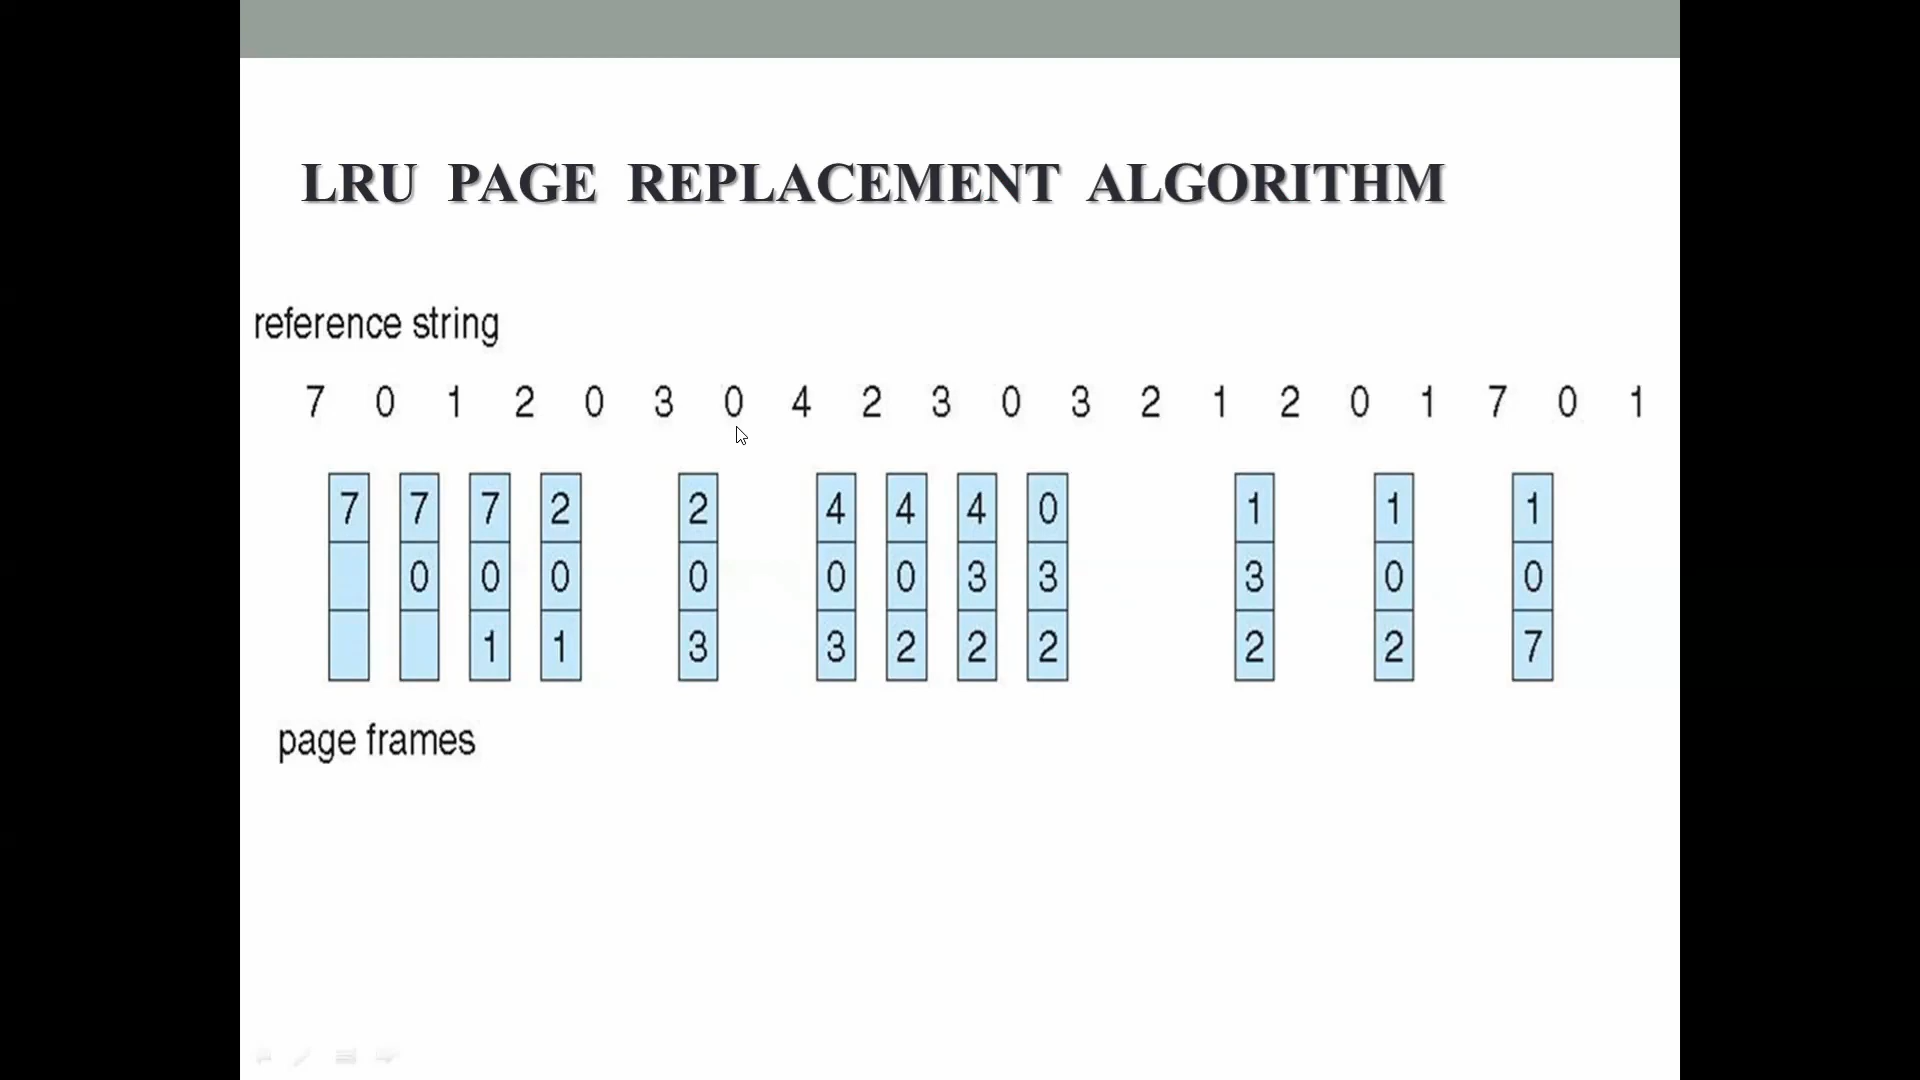 LRU PAGE REPLACEMENT ALGORITHM
reference string
7 0 1 2 0 3 0 4 2 3 0 3 2 1 2 0 1 7 0 1
7 7 7 2 2 4 4 4 0 1 1 1
0 0 0 0 0 0 3 3 3 0 0
1 1 3 3 2 2 2 2 2 7
page frames